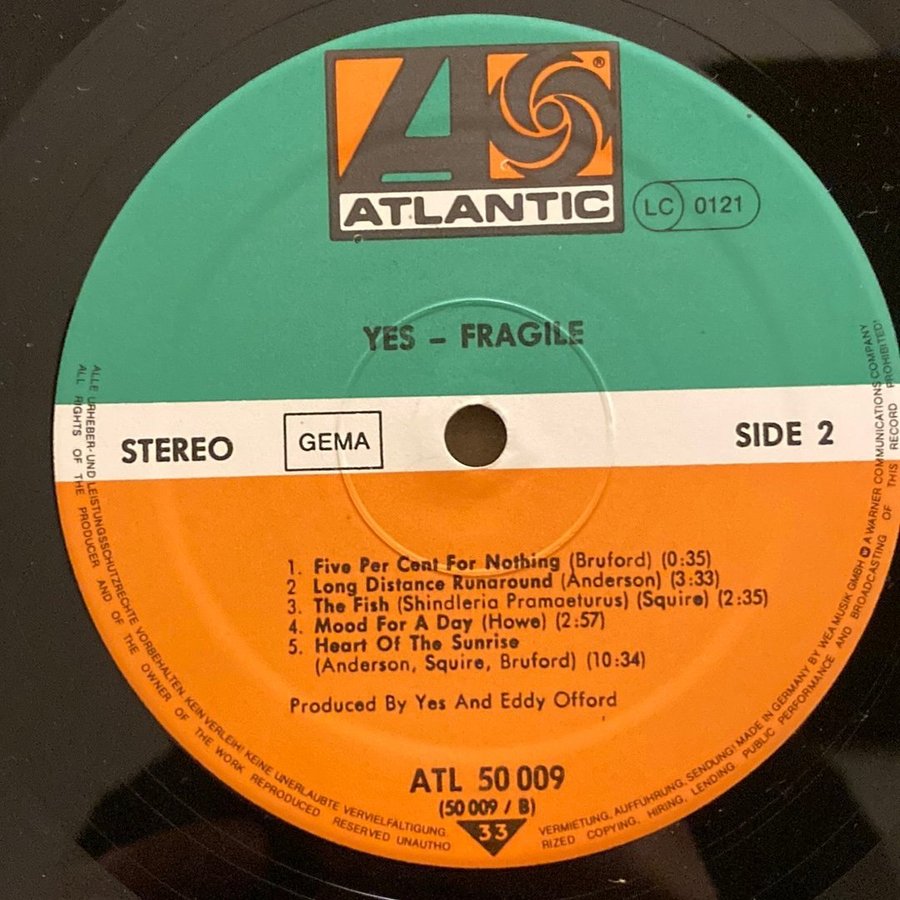 ®
ATLANTIC
LC 0121
YES – FRAGILE
STEREO
GEMA
SIDE 2
1. Five Per Cent For Nothing (Bruford) (0:35)
2 Long Distance Runaround (Anderson) (3:33)
3. The Fish (Shindleria Pramaeturus) (Squire) (2:35)
4. Mood For A Day (Howe) (2:57)
5. Heart Of The Sunrise
(Anderson, Squire, Bruford) (10:34)
Produced By Yes And Eddy Offord
ATL 50 009
(50 009 / B)
33
ALLE URHEBER-UND LEISTUNGSSCHUTZRECHTE VORBEHALTEN. KEIN VERLEIH! KEINE UNERLAUBTE VERVIELFÄLTIGUNG,
VERMIETUNG, AUFFÜHRUNG, SENDUNG! MADE IN GERMANY BY WEA MUSIK GMBH A WARNER COMMUNICATIONS COMPANY
ALL RIGHTS OF THE PRODUCER AND OF THE OWNER OF THE WORK REPRODUCED RESERVED UNAUTHO
RIZED COPYING, HIRING, LENDING, PUBLIC PERFORMANCE AND BROADCASTING OF THIS RECORD PROHIBITED!